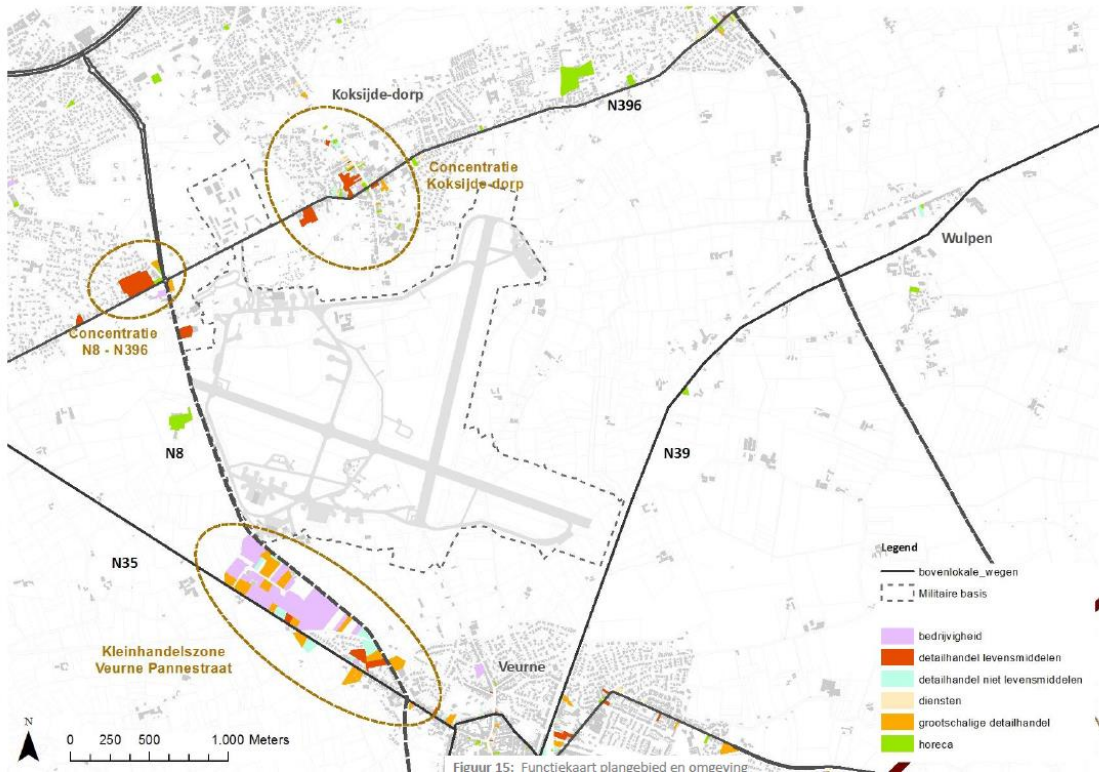 Koksijde-dorp
N396
Concentratie
Koksijde-dorp
Wulpen
Concentratie
N8 - N396
N8
N39
N35
Legend
bovenlokale_wegen
Militaire basis
bedrijvigheid
detailhandel levensmiddelen
detailhandel niet levensmiddelen
diensten
grootschalige detailhandel
horeca
Kleinhandelszone
Veurne Pannestraat
Veurne
N
0 250 500 1.000 Meters
Figuur 15: Functiekaart plangebied en omgeving